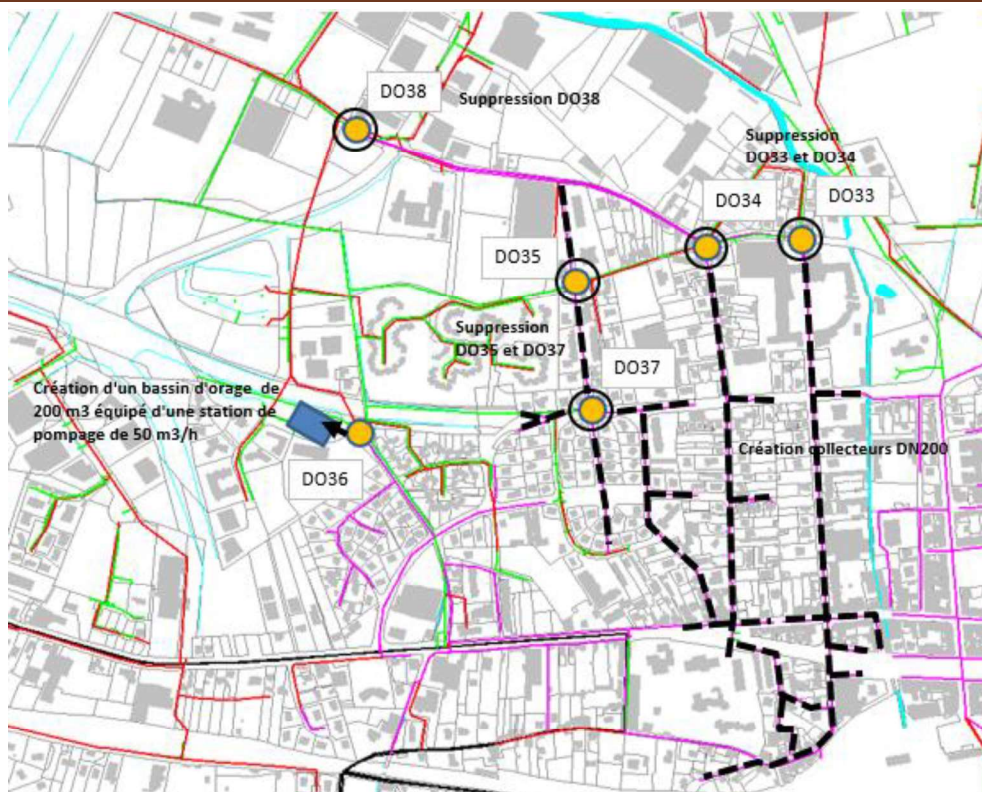 DO38
Suppression DO38
Suppression
DO33 et DO34
DO34
DO33
DO35
Suppression
DO35 et DO37
DO37
Création d'un bassin d'orage de
200 m3 équipé d'une station de
pompage de 50 m3/h
DO36
Création collecteurs DN200